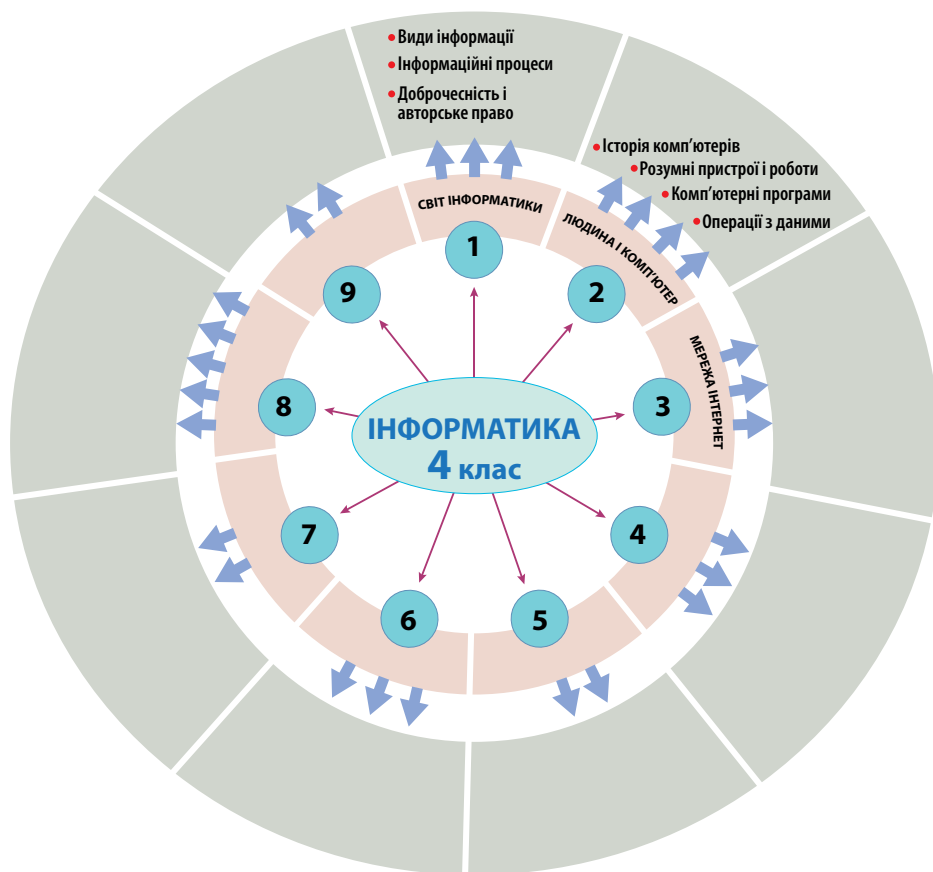 • Види інформації
• Інформаційні процеси
• Доброчесність і
авторське право
• Історія комп'ютерів
• Розумні пристрої і роботи
• Комп'ютерні програми
• Операції з даними
СВІТ ІНФОРМАТИКИ
ЛЮДИНА І КОМП'ЮТЕР
МЕРЕЖА ІНТЕРНЕТ
1
2
3
4
5
6
7
8
9
ІНФОРМАТИКА
4 клас